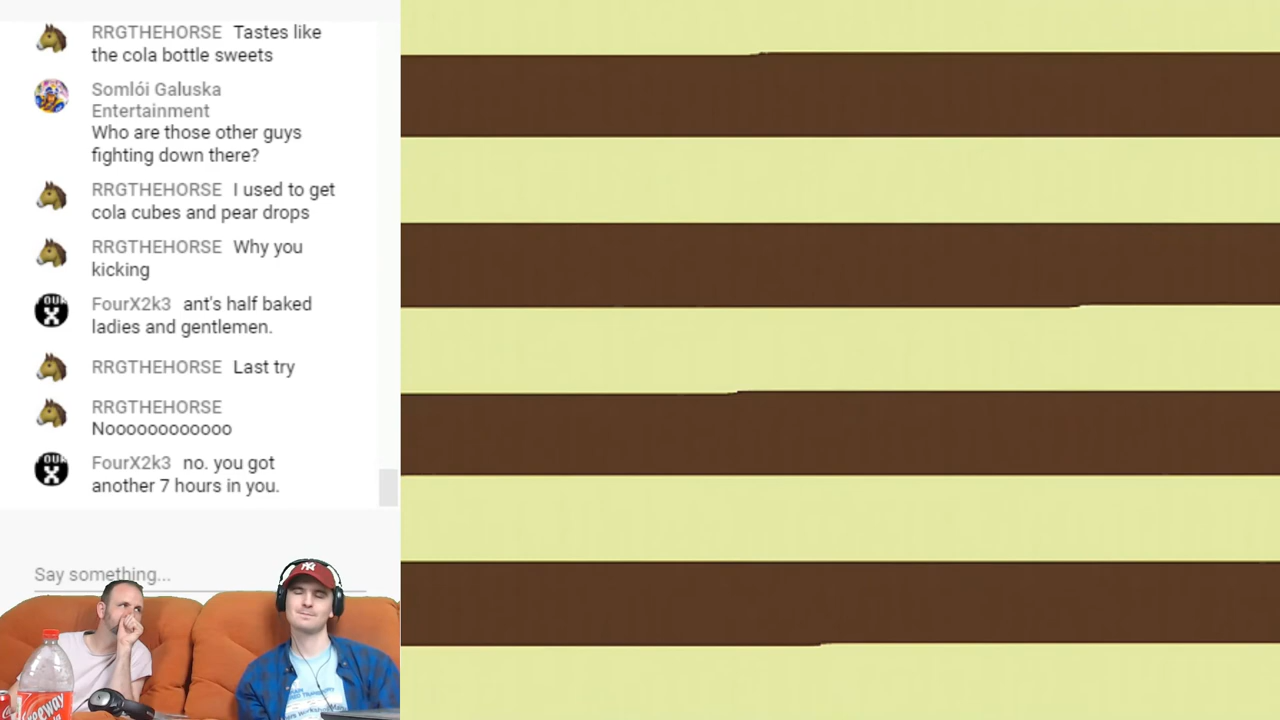 RRGTHEHORSE Tastes like
the cola bottle sweets
Somlói Galuska
Entertainment
Who are those other guys
fighting down there?
RRGTHEHORSE I used to get
cola cubes and pear drops
RRGTHEHORSE Why you
kicking
FourX2k3 ant's half baked
ladies and gentlemen.
RRGTHEHORSE Last try
RRGTHEHORSE
Noooooooooooo
FourX2k3 no. you got
another 7 hours in you.
Say something...